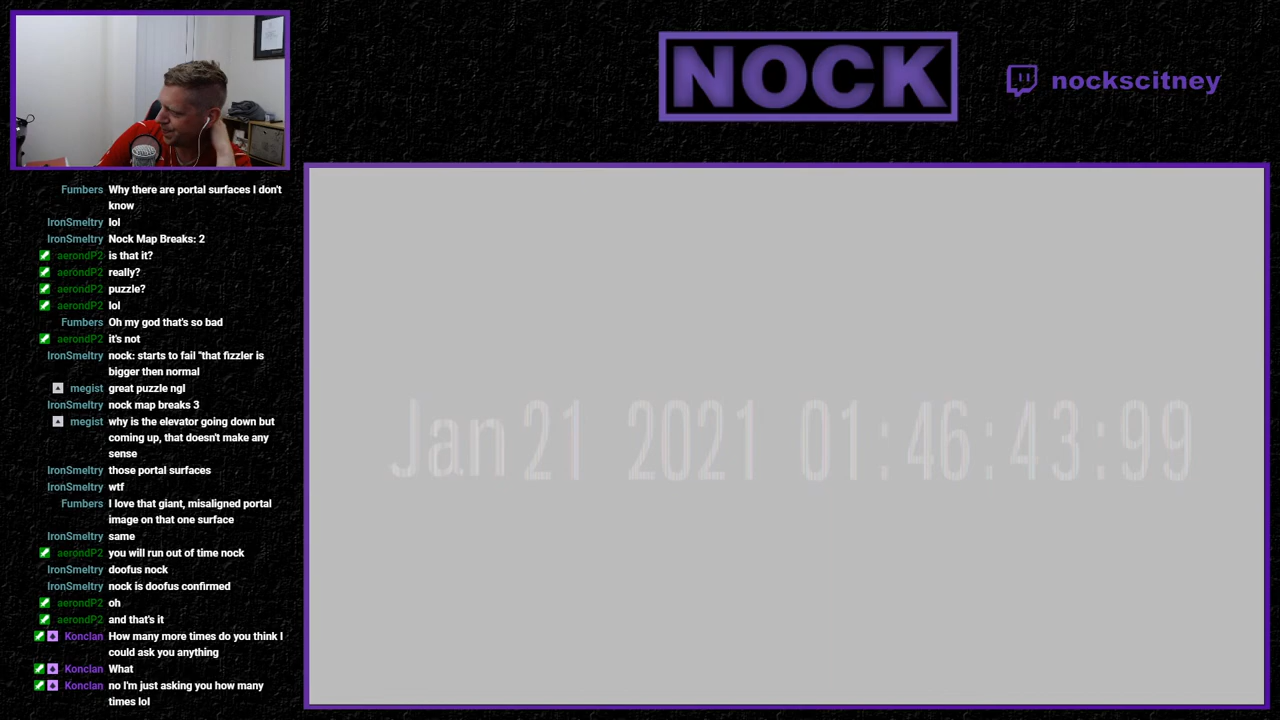 NOCK
nockscitney
Fumbers Why there are portal surfaces I don't
know
IronSmeltry lol
IronSmeltry Nock Map Breaks: 2
aerondP2 is that it?
aerondP2 really?
aerondP2 puzzle?
aerondP2 lol
Fumbers Oh my god that's so bad
aerondP2 it's not
IronSmeltry nock: starts to fail "that fizzler is
bigger then normal
megist great puzzle ngl
IronSmeltry nock map breaks 3
megist why is the elevator going down but
coming up, that doesn't make any
sense
IronSmeltry those portal surfaces
IronSmeltry wtf
Fumbers I love that giant, misaligned portal
image on that one surface
IronSmeltry same
aerondP2 you will run out of time nock
IronSmeltry doofus nock
IronSmeltry nock is doofus confirmed
aerondP2 oh
aerondP2 and that's it
Konclan How many more times do you think I
could ask you anything
Konclan What
Konclan no I'm just asking you how many
times lol
Jan 21 2021 01:46:43:99